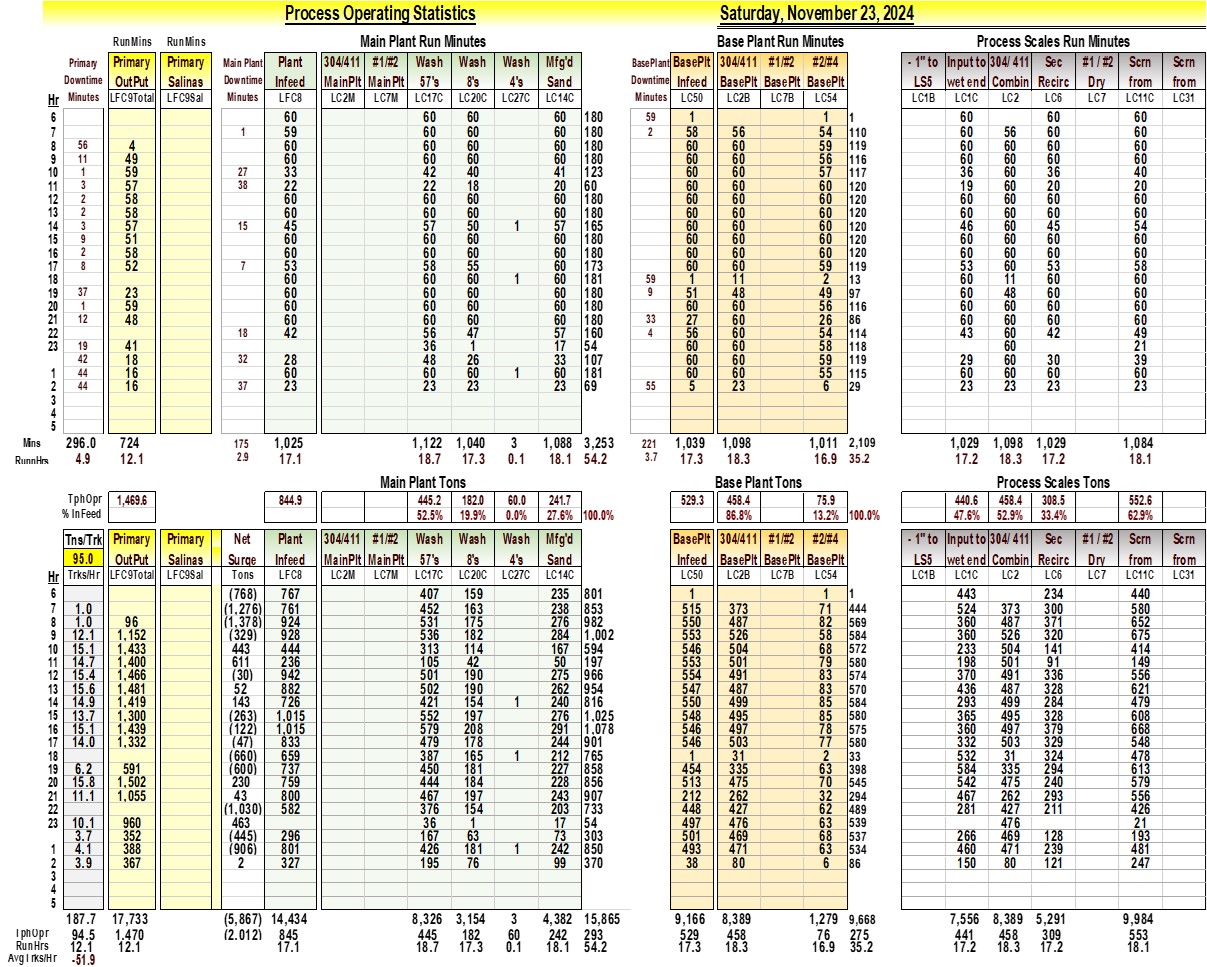 Process Operating Statistics Saturday, November 23, 2024
RunMins RunMins Main Plant Run Minutes Base Plant Run Minutes Process Scales Run Minutes
Primary Primary Primary Main Plant Plant 304/411 #1/#2 Wash Wash Wash Mfg'd BasePlant BasePlt 304/411 #1/#2 #2/#4 - 1" to Input to 304/ 411 Sec #1 / #2 Scrn Scrn
Downtime OutPut Salinas Downtime Infeed MainPlt MainPlt 57's 8's 4's Sand Downtime Infeed BasePlt BasePlt BasePlt LS5 wet end Combin Recirc Dry from from
Hr Minutes LFC9Total LFC9Sal Minutes LFC8 LC2M LC7M LC17C LC20C LC27C LC14C Minutes LC50 LC2B LC7B LC54 LC1B LC1C LC2 LC6 LC7 LC11C LC31
6 60 60 60 60 180 59 1 1 1 60 60 60
7 1 59 60 60 60 180 2 58 56 54 110 60 56 60 60
8 56 4 60 60 60 60 180 60 60 59 119 60 60 60 60
9 11 49 60 60 60 60 180 60 60 56 116 60 60 60 60
10 1 59 27 33 42 40 41 123 60 60 57 117 36 60 36 40
11 3 57 38 22 22 18 20 60 60 60 60 120 19 60 20 20
12 2 58 60 60 60 60 180 60 60 60 120 60 60 60 60
13 2 58 60 60 60 60 180 60 60 60 120 60 60 60 60
14 3 57 15 45 57 50 1 57 165 60 60 60 120 46 60 45 54
15 9 51 60 60 60 60 180 60 60 60 120 60 60 60 60
16 2 58 60 60 60 60 180 60 60 60 120 60 60 60 60
17 8 52 7 53 58 55 60 173 60 60 59 119 53 60 53 58
18 60 60 60 1 60 181 59 1 11 2 13 60 11 60 60
19 37 23 60 60 60 60 180 9 51 48 49 97 60 48 60 60
20 1 59 60 60 60 60 180 60 60 56 116 60 60 60 60
21 12 48 60 60 60 60 180 33 27 60 26 86 60 60 60 60
22 18 42 56 47 57 160 4 56 60 54 114 43 60 42 49
23 19 41 36 1 17 54 60 60 58 118 60 21
42 18 32 28 48 26 33 107 60 60 59 119 29 60 30 39
1 44 16 60 60 60 1 60 181 60 60 55 115 60 60 60 60
2 44 16 37 23 23 23 23 69 55 5 23 6 29 23 23 23 23
3
4
5
Mins 296.0 724 175 1,025 1,122 1,040 3 1,088 3,253 221 1,039 1,098 1,011 2,109 1,029 1,098 1,029 1,084
RunnHrs 4.9 12.1 2.9 17.1 18.7 17.3 0.1 18.1 54.2 3.7 17.3 18.3 16.9 35.2 17.2 18.3 17.2 18.1
Main Plant Tons Base Plant Tons Process Scales Tons
TphOpr 1,469.6 844.9 445.2 182.0 60.0 241.7 529.3 458.4 75.9 440.6 458.4 308.5 552.6
% InFeed 52.5% 19.9% 0.0% 27.6% 100.0% 86.8% 13.2% 100.0% 47.6% 52.9% 33.4% 62.9%
Tns/Trk Primary Primary Net Plant 304/411 #1/#2 Wash Wash Wash Mfg'd BasePlt 304/411 #1/#2 #2/#4 - 1" to Input to 304/ 411 Sec #1 / #2 Scrn Scrn
95.0 OutPut Salinas Surge Infeed MainPlt MainPlt 57's 8's 4's Sand Infeed BasePlt BasePlt BasePlt LS5 wet end Combin Recirc Dry from from
Hr Trks/Hr LFC9Total LFC9Sal Tons LFC8 LC2M LC7M LC17C LC20C LC27C LC14C LC50 LC2B LC7B LC54 LC1B LC1C LC2 LC6 LC7 LC11C LC31
6 (768) 767 407 159 235 801 1 1 1 443 234 440
7 1.0 (1,276) 761 452 163 238 853 515 373 71 444 524 373 300 580
8 1.0 96 (1,378) 924 531 175 276 982 550 487 82 569 360 487 371 652
9 12.1 1,152 (329) 928 536 182 284 1,002 553 526 58 584 360 526 320 675
10 15.1 1,433 443 444 313 114 167 594 546 504 68 572 233 504 141 414
11 14.7 1,400 611 236 105 42 50 197 553 501 79 580 198 501 91 149
12 15.4 1,466 (30) 942 501 190 275 966 554 491 83 574 370 491 336 556
13 15.6 1,481 52 882 502 190 262 954 547 487 83 570 436 487 328 621
14 14.9 1,419 143 726 421 154 1 240 816 550 499 85 584 293 499 284 479
15 13.7 1,300 (263) 1,015 552 197 276 1,025 548 495 85 580 365 495 328 608
16 15.1 1,439 (122) 1,015 579 208 291 1,078 546 497 78 575 360 497 379 668
17 14.0 1,332 (47) 833 479 178 244 901 546 503 77 580 332 503 329 548
18 (660) 659 387 165 1 212 765 1 31 2 33 532 31 324 478
19 6.2 591 (600) 737 450 181 227 858 454 335 63 398 584 335 294 613
20 15.8 1,502 230 759 444 184 228 856 513 475 70 545 542 475 240 579
21 11.1 1,055 43 800 467 197 243 907 212 262 32 294 467 262 293 556
22 (1,030) 582 376 154 203 733 448 427 62 489 281 427 211 426
23 10.1 960 463 36 1 17 54 497 476 63 539 476 21
3.7 352 (445) 296 167 63 73 303 501 469 68 537 266 469 128 193
1 4.1 388 (906) 801 426 181 1 242 850 493 471 63 534 460 471 239 481
2 3.9 367 2 327 195 76 99 370 38 80 6 86 150 80 121 247
3
4
5
187.7 17,733 (5,867) 14,434 8,326 3,154 3 4,382 15,865 9,166 8,389 1,279 9,668 7,556 8,389 5,291 9,984
TphOpr 94.5 1,470 (2,012) 845 445 182 60 242 293 529 458 76 275 441 458 309 553
RunHrs 12.1 12.1 17.1 18.7 17.3 0.1 18.1 54.2 17.3 18.3 16.9 35.2 17.2 18.3 17.2 18.1
AvgTrks/Hr -51.9